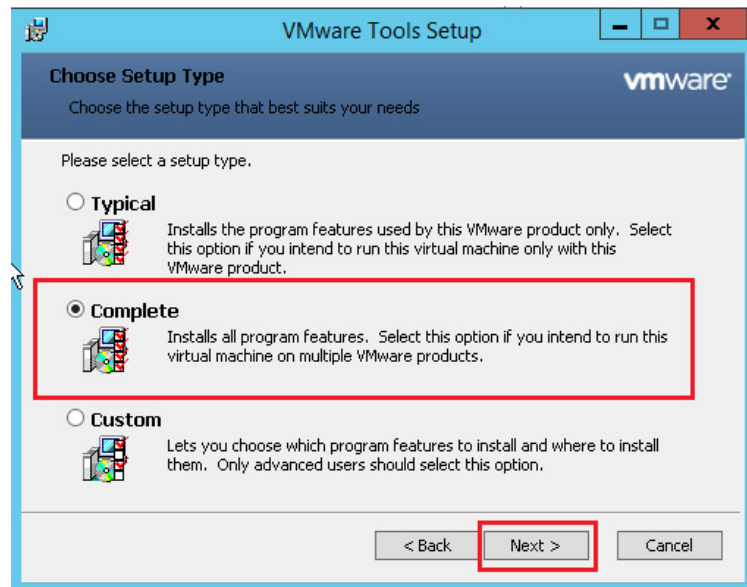 VMware Tools Setup
Choose Setup Type
vmware
Choose the setup type that best suits your needs
Please select a setup type.
Typical
Installs the program features used by this VMware product only.  Select
this option if you intend to run this virtual machine only with this
VMware product.
Complete
Installs all program features.  Select this option if you intend to run this
virtual machine on multiple VMware products.
Custom
Lets you choose which program features to install and where to install
them.  Only advanced users should select this option.
< Back  Next >  Cancel